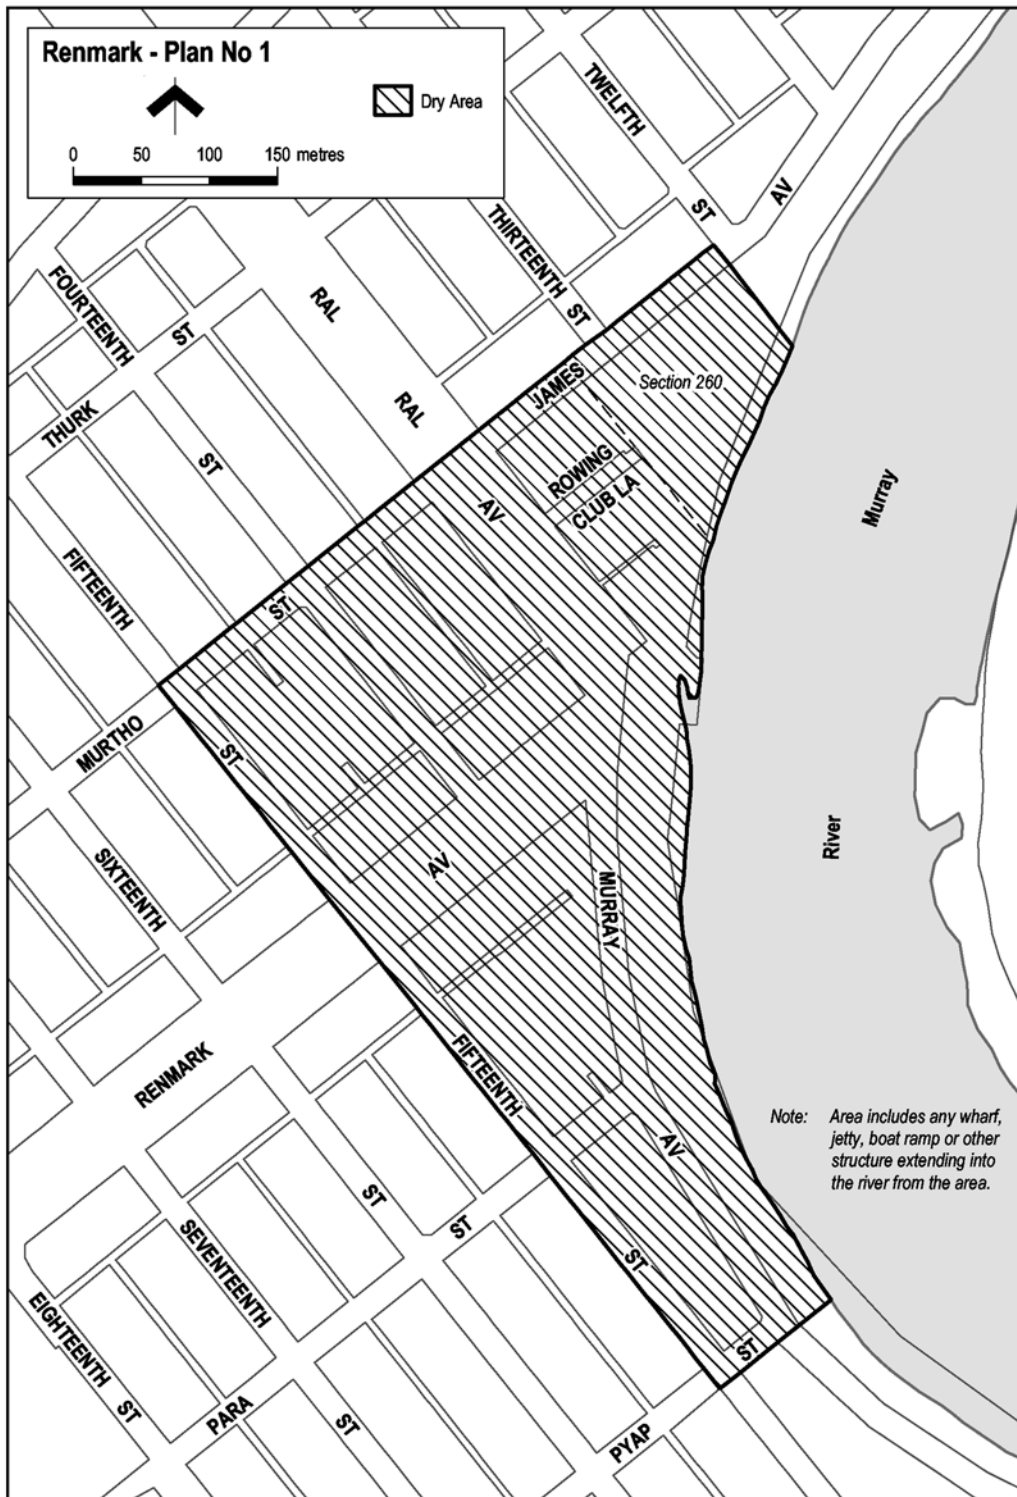 Renmark - Plan No 1
Dry Area
0 50 100 150 metres
TWELFTH
ST
AV
THIRTEENTH
ST
FOURTEENTH
ST
RAL
RAL
THURK
ST
JAMES
Section 260
ROWING
CLUB LA
AV
Murray
FIFTEENTH
ST
MURTHO
ST
SIXTEENTH
AV
MURRAY
River
RENMARK
FIFTEENTH
Note: Area includes any wharf,
jetty, boat ramp or other
structure extending into
the river from the area.
AV
ST
ST
SEVENTEENTH
ST
EIGHTEENTH
ST
PARA
ST
ST
PYAP